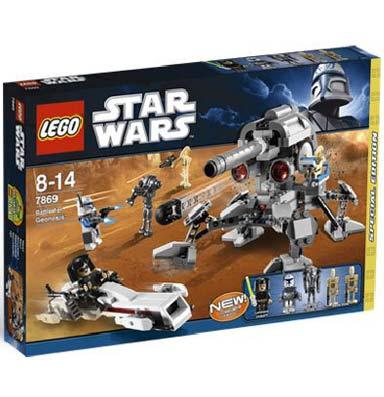 LEGO
STAR
WARS
8-14
7869
Battle for
Geonosis
SPECIAL EDITION
NEW!